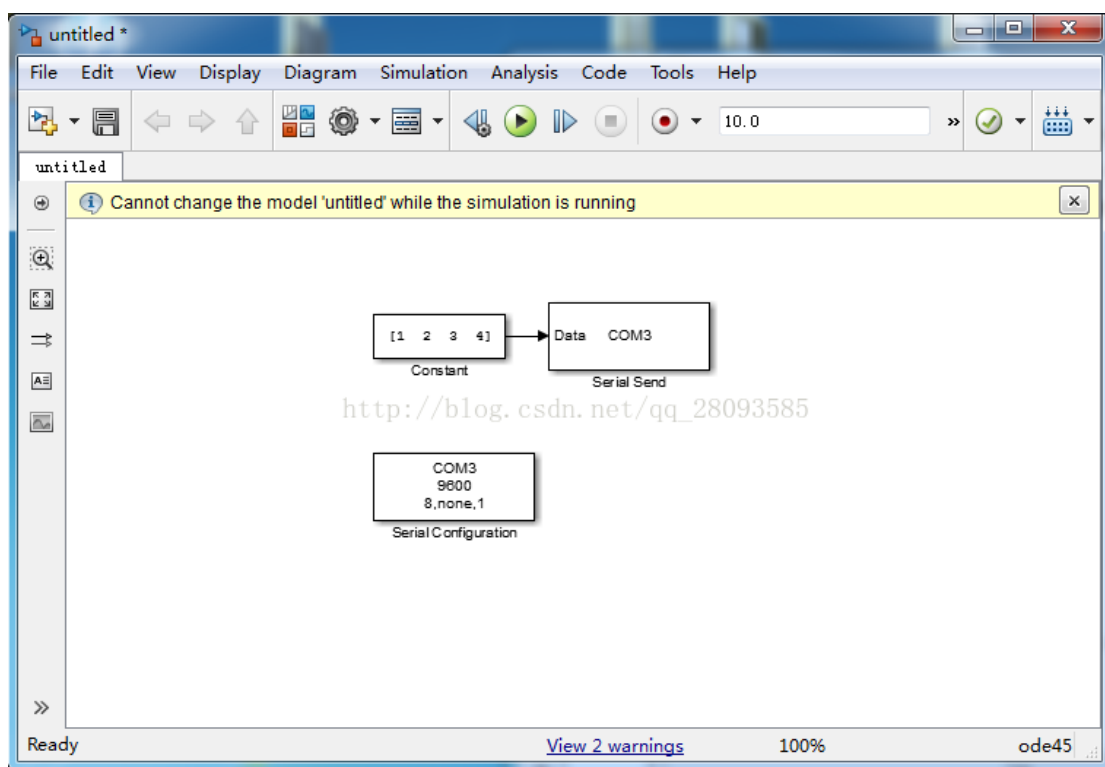 untitled *
File Edit View Display Diagram Simulation Analysis Code Tools Help
10.0
untitled
Cannot change the model 'untitled' while the simulation is running
[1 2 3 4]
Data COM3
Constant
Serial Send
http://blog.csdn.net/qq_28093585
COM3
9600
8,none,1
Serial Configuration
Ready View 2 warnings 100% ode45